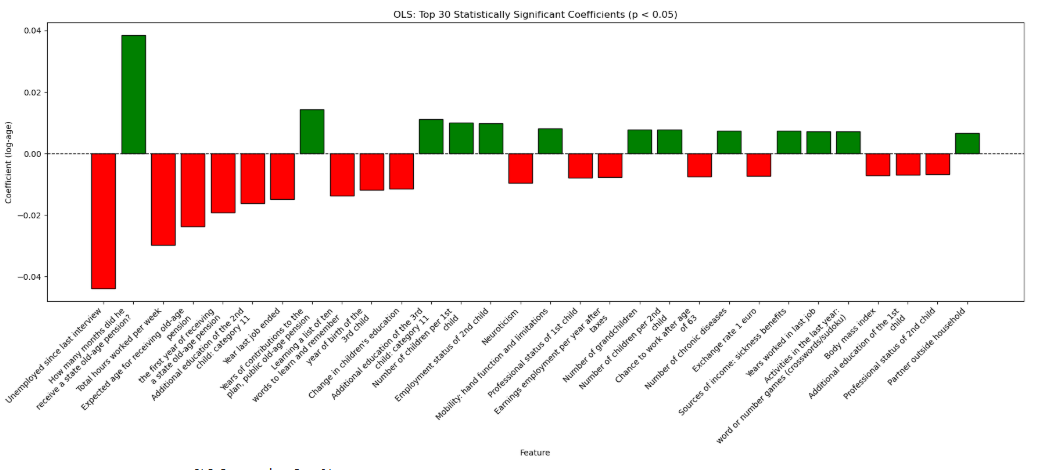 OLS: Top 30 Statistically Significant Coefficients (p < 0.05)
Coefficient (log-age)
0.04
0.02
0.00
−0.02
−0.04
Unemployed since last interview
How many months did he
receive a state old-age pension?
Total hours worked per week
Expected age for receiving old-age
pension
the first year of receiving
a state old-age pension
Additional education of the 2nd
child: category 11
Year last job ended
Years of contributions to the
plan, public old-age pension
Learning a list of ten
words to learn and remember
year of birth of the
3rd child
Change in children's education
Additional education of the 3rd
child: category 11
Number of children per 1st
child
Employment status of 2nd child
Neuroticism
Mobility: hand function and limitations
Professional status of 1st child
Earnings employment per year after
taxes
Number of grandchildren
Number of children per 2nd
child
Chance to work after age
of 63
Number of chronic diseases
Exchange rate 1 euro
Sources of income: sickness benefits
Years worked in last job
Activities in the last year:
word or number games (crosswords/sudoku)
Body mass index
Additional education of the 1st
child
Professional status of 2nd child
Partner outside household
Feature